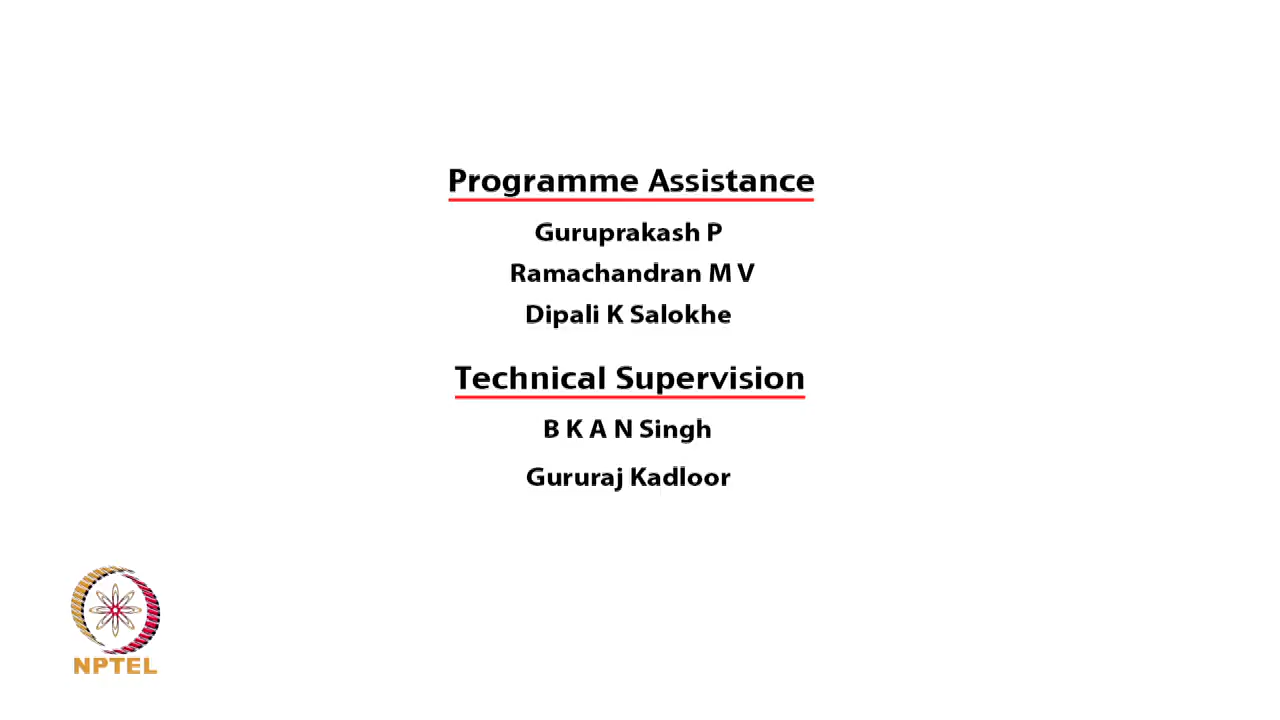 Programme Assistance
Guruprakash P
Ramachandran M V
Dipali K Salokhe
Technical Supervision
B K A N Singh
Gururaj Kadloor
NPTEL